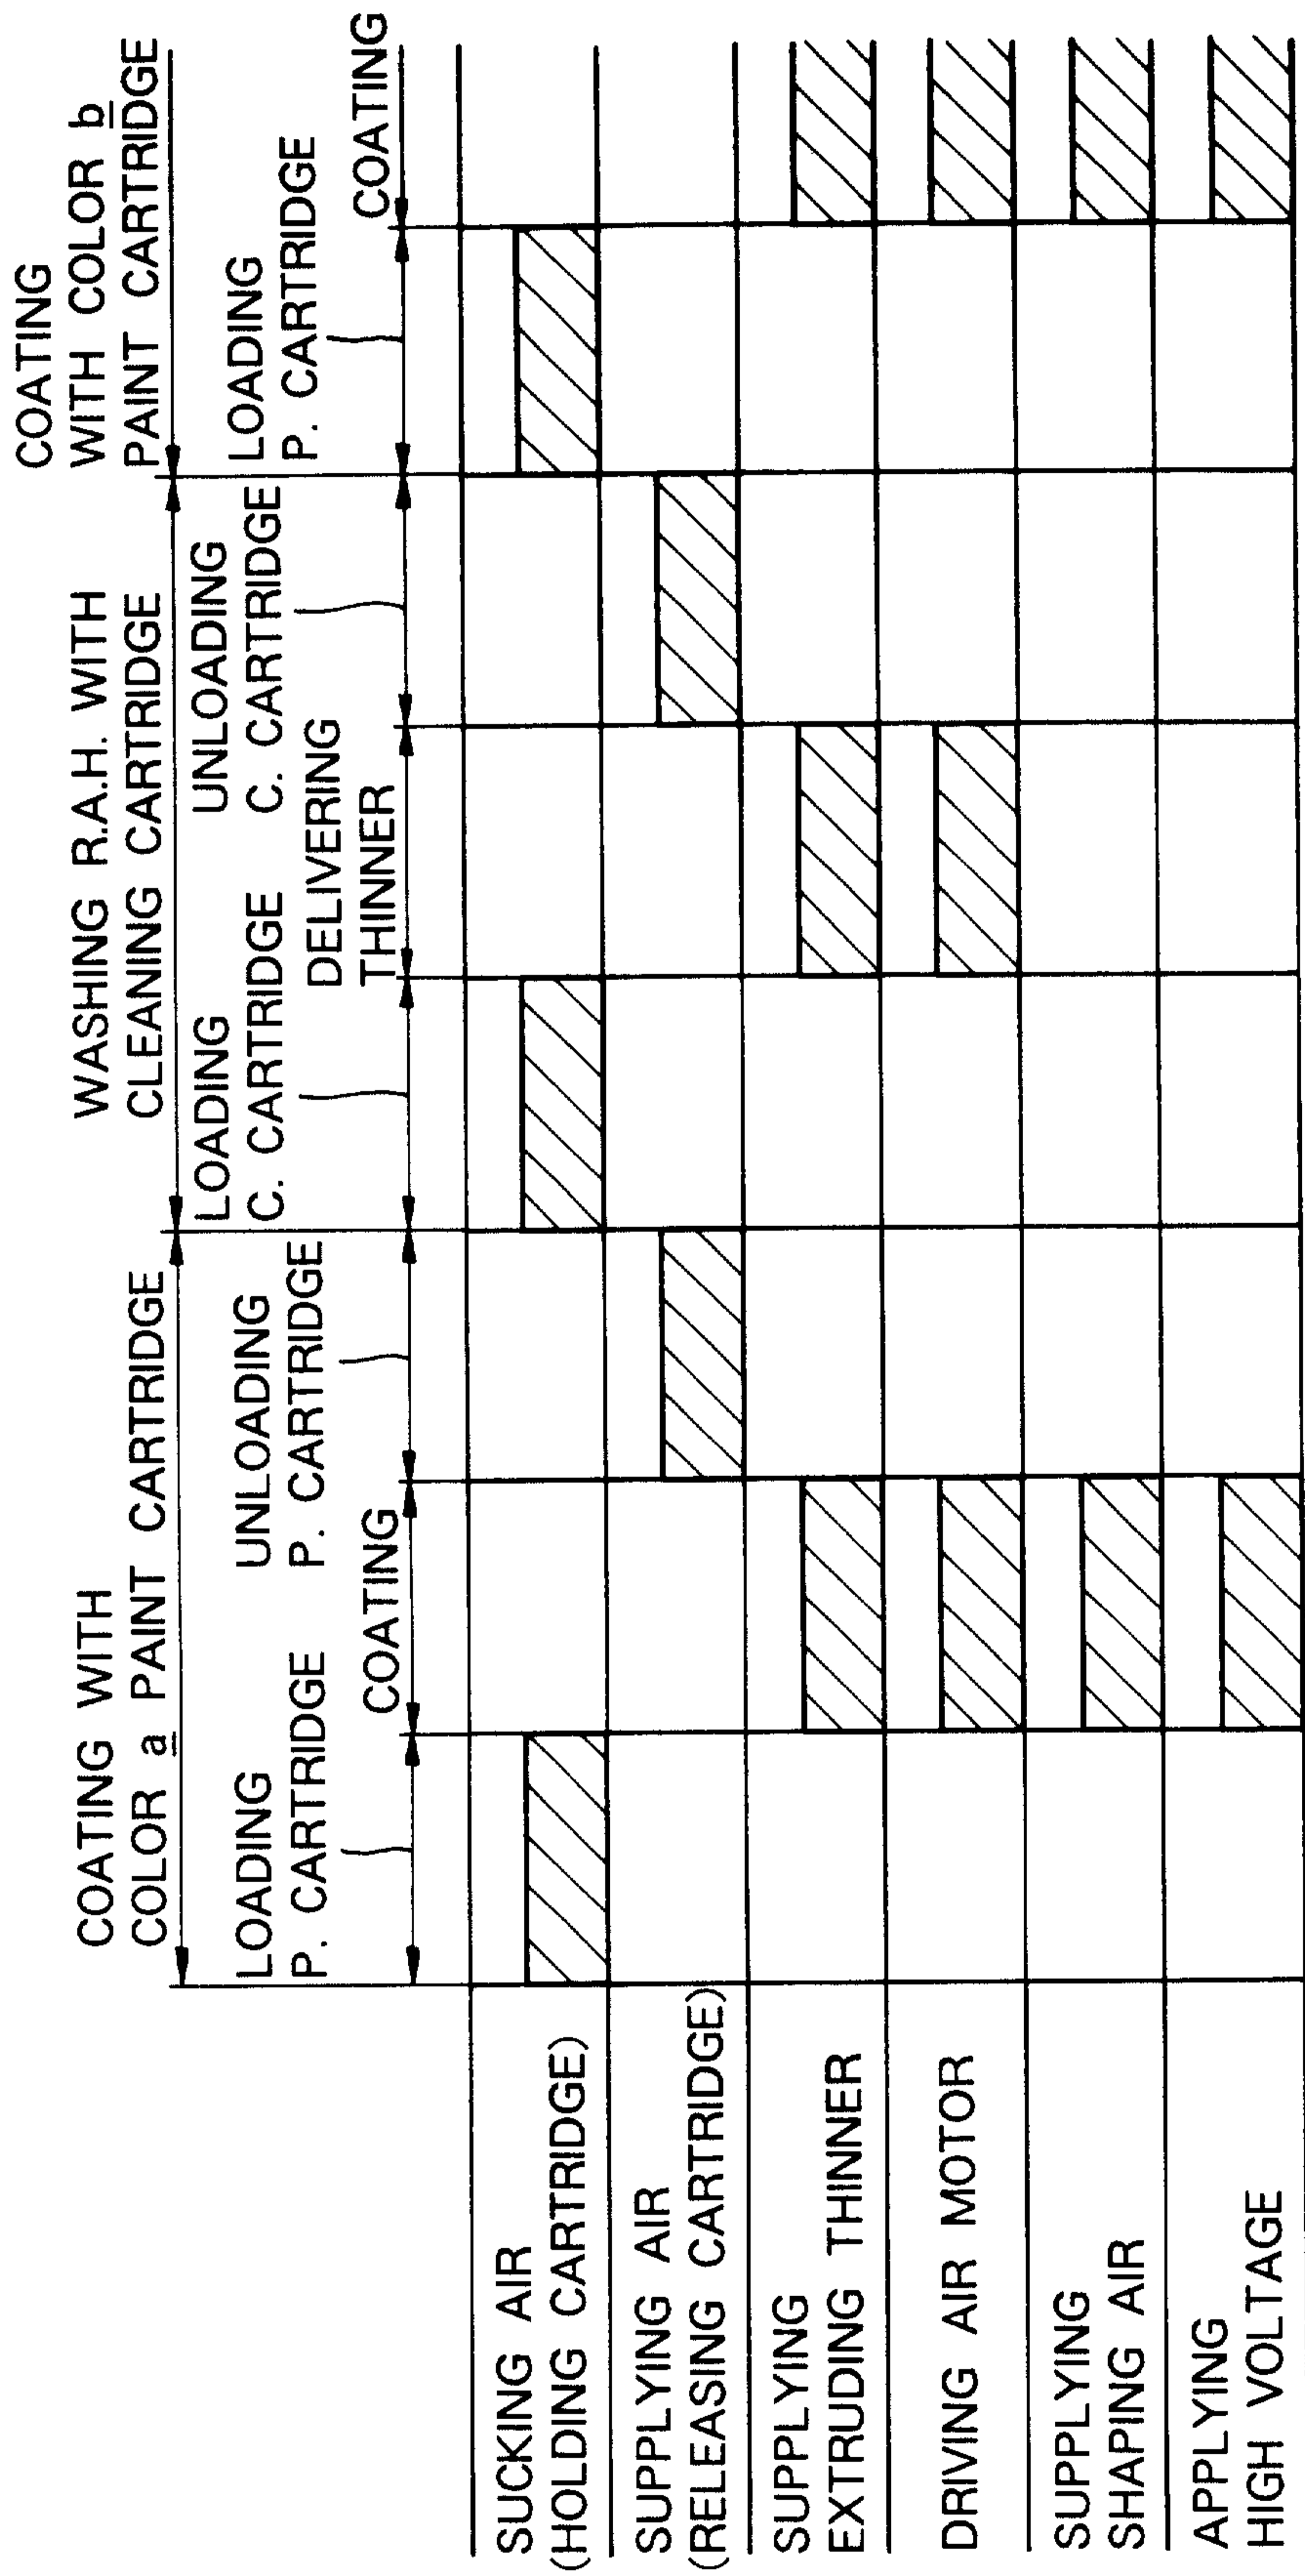 COATING WITH
COLOR a PAINT CARTRIDGE
WASHING R.A.H. WITH
CLEANING CARTRIDGE
COATING
WITH COLOR b
PAINT CARTRIDGE
LOADING
P. CARTRIDGE
COATING
UNLOADING
P. CARTRIDGE
LOADING
C. CARTRIDGE
DELIVERING
THINNER
UNLOADING
C. CARTRIDGE
LOADING
P. CARTRIDGE
COATING
SUCKING AIR
(HOLDING CARTRIDGE)
SUPPLYING AIR
(RELEASING CARTRIDGE)
SUPPLYING
EXTRUDING THINNER
DRIVING AIR MOTOR
SUPPLYING
SHAPING AIR
APPLYING
HIGH VOLTAGE